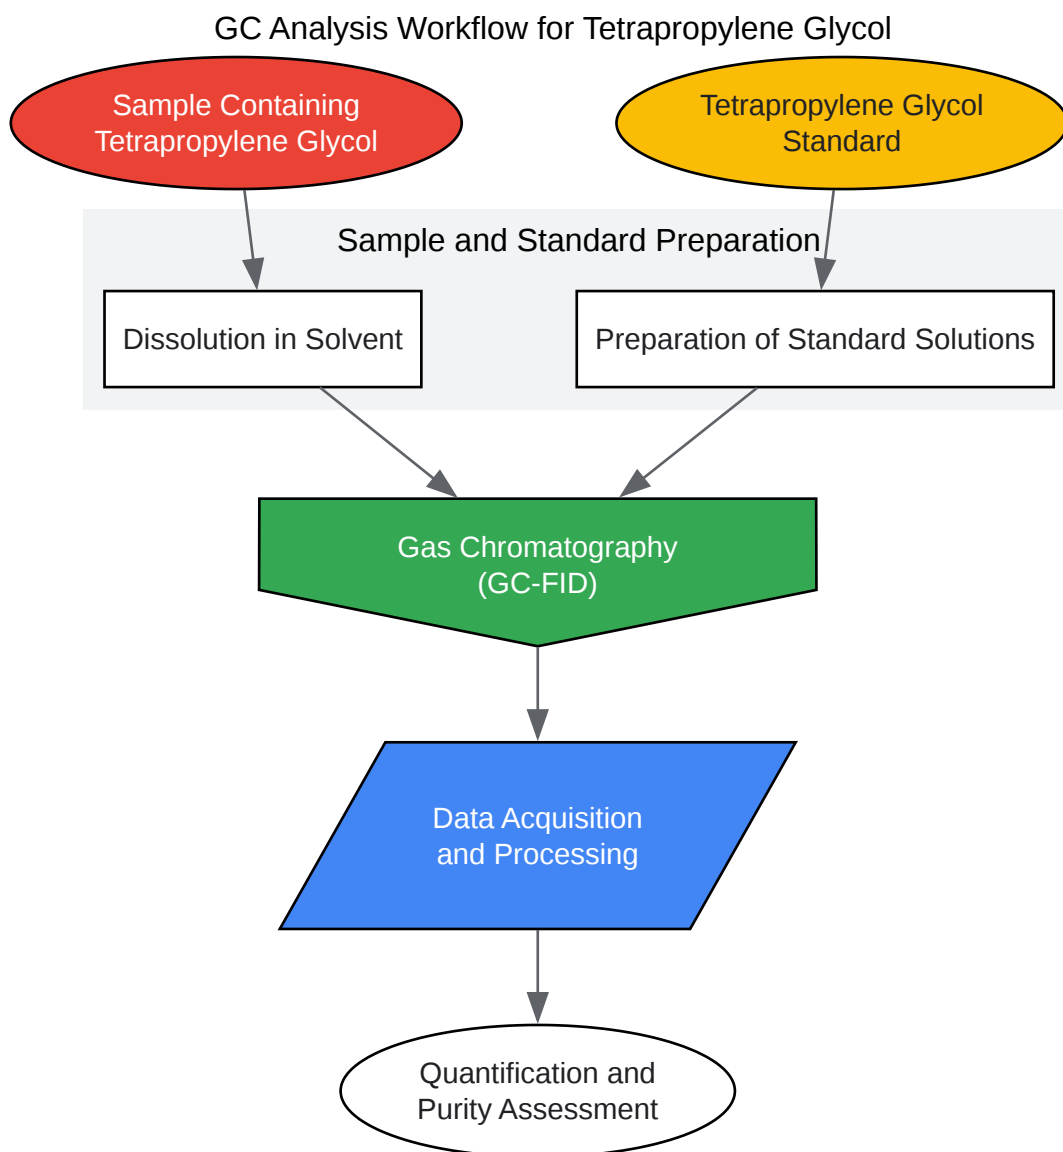 GC Analysis Workflow for Tetrapropylene Glycol
Sample Containing
Tetrapropylene Glycol
Tetrapropylene Glycol
Standard
Sample and Standard Preparation
Dissolution in Solvent
Preparation of Standard Solutions
Gas Chromatography
(GC-FID)
Data Acquisition
and Processing
Quantification and
Purity Assessment